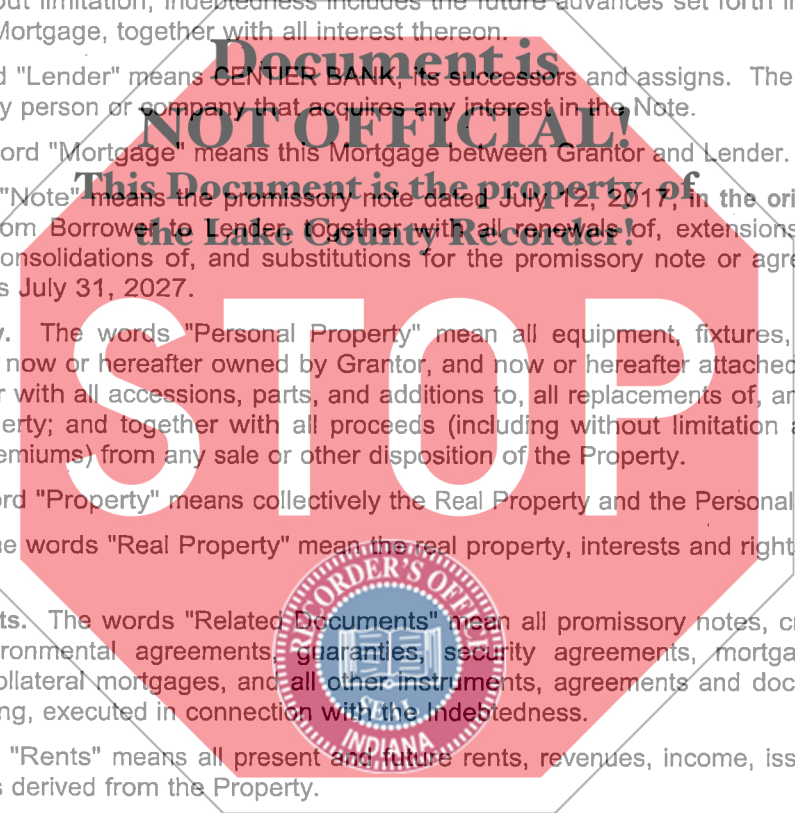 out limitation, Indebtedness includes the future advances set forth in
Mortgage, together with all interest thereon.
Document is
d "Lender" means CENTIER BANK, its successors and assigns. The
y person or company that acquires any interest in the Note.
NOT OFFICIAL!
ord "Mortgage" means this Mortgage between Grantor and Lender.
This Document is the property of
"Note" means the promissory note dated July 12, 2017, in the ori
the Lake County Recorder!
om Borrower to Lender, together with all renewals of, extensions
onsolidations of, and substitutions for the promissory note or agre
s July 31, 2027.
y. The words "Personal Property" mean all equipment, fixtures,
now or hereafter owned by Grantor, and now or hereafter attached
r with all accessions, parts, and additions to, all replacements of, an
erty; and together with all proceeds (including without limitation a
emiums) from any sale or other disposition of the Property.
STOP
ord "Property" means collectively the Real Property and the Personal
ne words "Real Property" mean the real property, interests and right
RECORDER'S OFFICE
ts. The words "Related Documents" mean all promissory notes, cr
ronmental agreements, guaranties, security agreements, mortga
ollateral mortgages, and all other instruments, agreements and doc
SEAL
ng, executed in connection with the Indebtedness.
INDIANA
"Rents" means all present and future rents, revenues, income, iss
s derived from the Property.